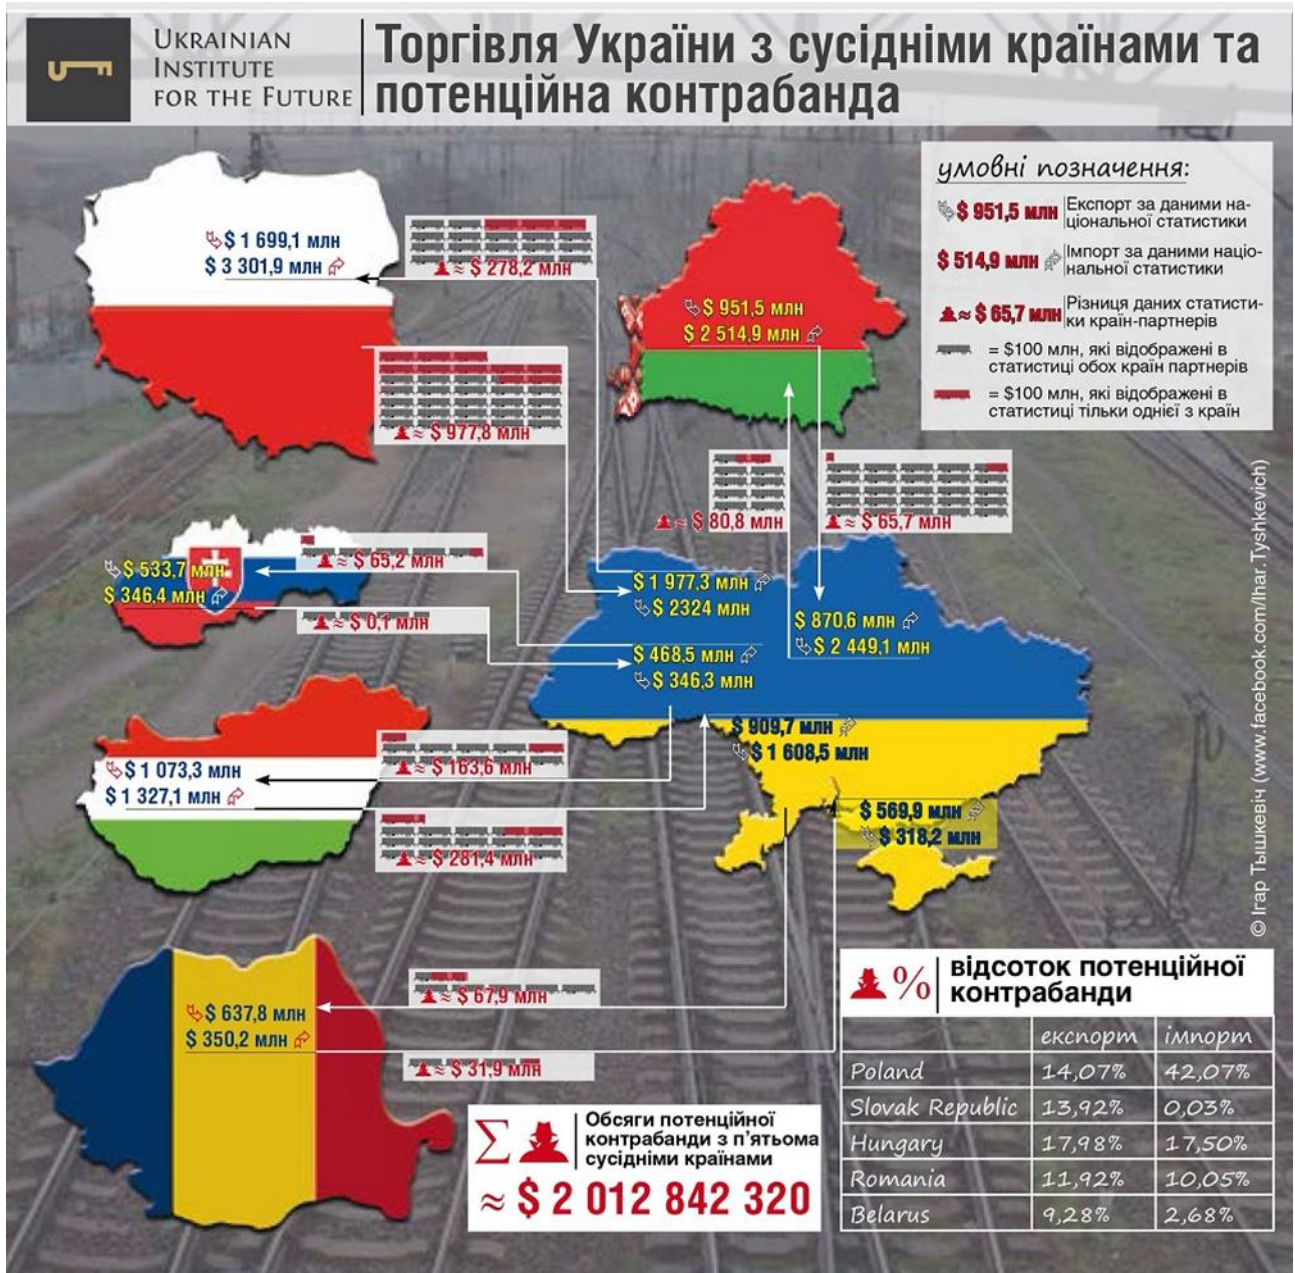 UKRAINIAN
INSTITUTE
FOR THE FUTURE
Торгівля України з сусідніми країнами та
потенційна контрабанда
умовні позначення:
$ 951,5 млн
Експорт за даними на-
ціональної статистики
$ 514,9 млн
Імпорт за даними націо-
нальної статистики
≈ $ 65,7 млн
Різниця даних статисти-
ки країн-партнерів
= $100 млн, які відображені в
статистиці обох країн партнерів
= $100 млн, які відображені в
статистиці тільки однієї з країн
$ 1 699,1 млн
$ 3 301,9 млн
≈ $ 278,2 млн
≈ $ 977,8 млн
$ 951,5 млн
$ 2 514,9 млн
≈ $ 80,8 млн
≈ $ 65,7 млн
$ 533,7 млн
$ 346,4 млн
≈ $ 65,2 млн
≈ $ 0,1 млн
$ 1 977,3 млн
$ 2324 млн
$ 870,6 млн
$ 2 449,1 млн
$ 468,5 млн
$ 346,3 млн
$ 909,7 млн
$ 1 608,5 млн
$ 569,9 млн
$ 318,2 млн
$ 1 073,3 млн
$ 1 327,1 млн
≈ $ 163,6 млн
≈ $ 281,4 млн
$ 637,8 млн
$ 350,2 млн
≈ $ 67,9 млн
≈ $ 31,9 млн
© Ігар Тышкевіч (www.facebook.com/Ihar.Tyshkevich)
Σ
Обсяги потенційної
контрабанди з п'ятьома
сусідніми країнами
≈ $ 2 012 842 320
% відсоток потенційної
контрабанди
експорт імпорт
Poland 14,07% 42,07%
Slovak Republic 13,92% 0,03%
Hungary 17,98% 17,50%
Romania 11,92% 10,05%
Belarus 9,28% 2,68%